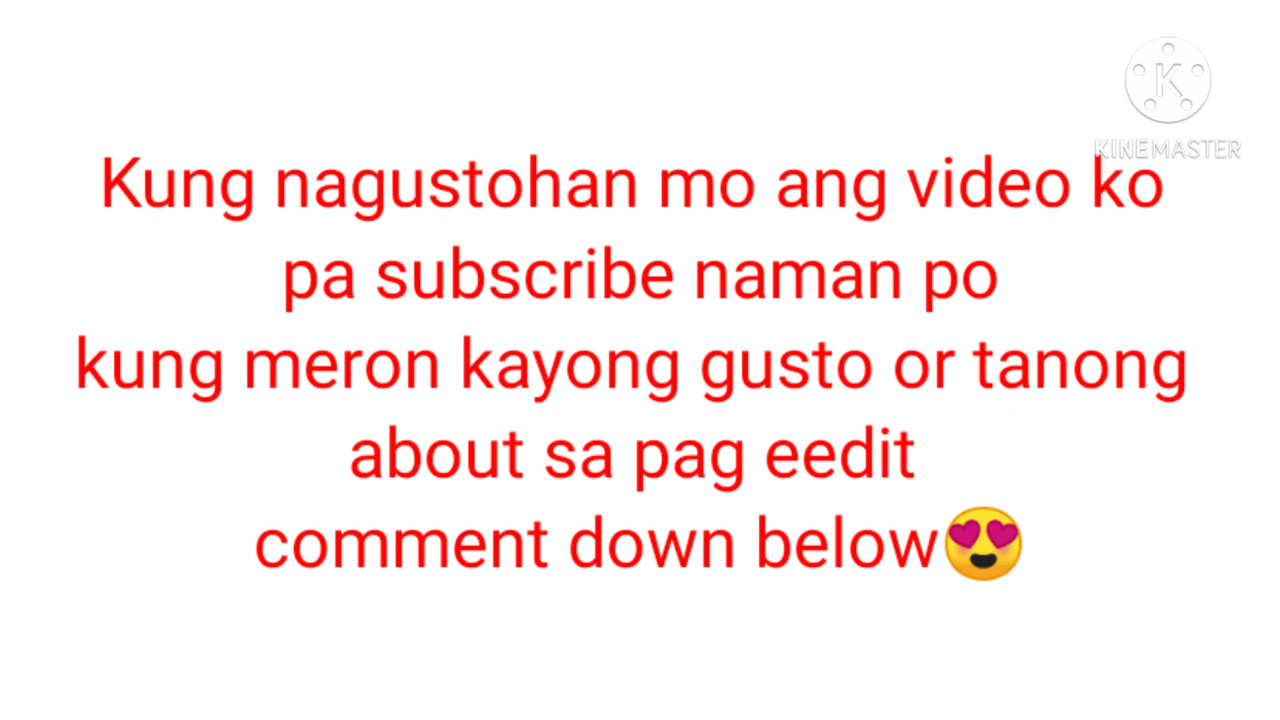 KINEMASTER
Kung nagustohan mo ang video ko
pa subscribe naman po
kung meron kayong gusto or tanong
about sa pag eedit
comment down below😍